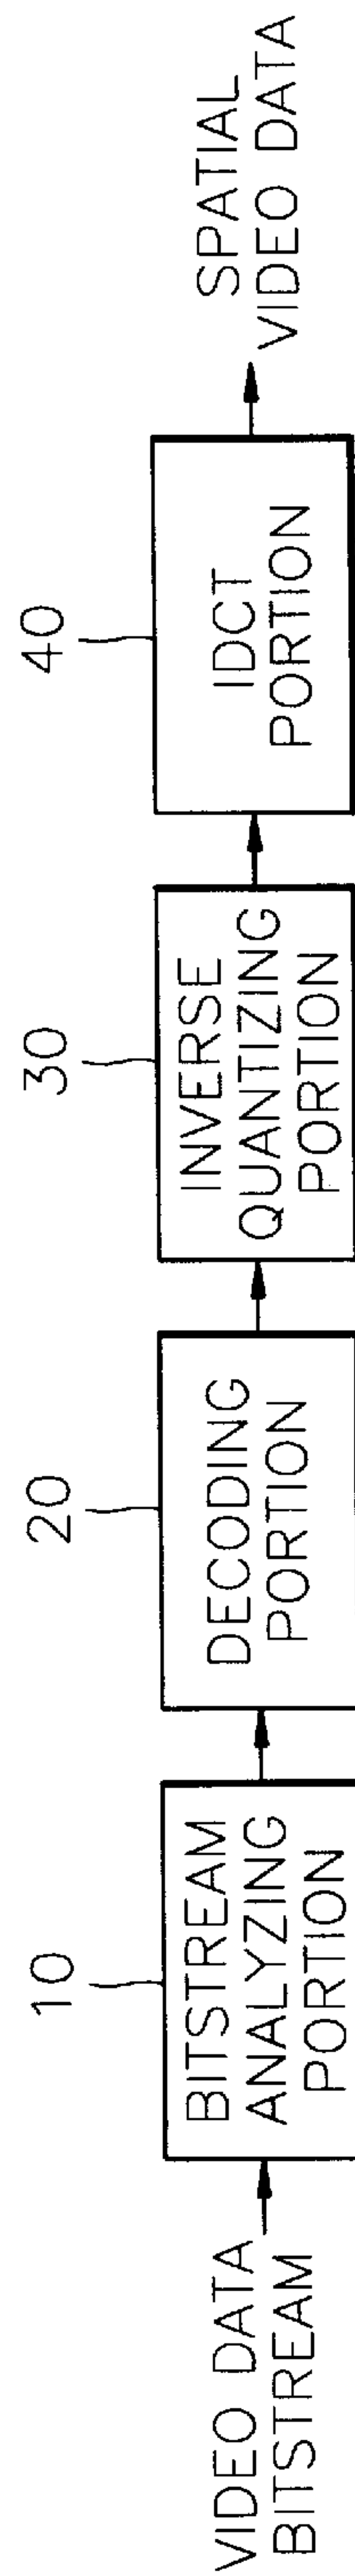 VIDEO DATA
BITSTREAM
10
BITSTREAM
ANALYZING
PORTION
20
DECODING
PORTION
30
INVERSE
QUANTIZING
PORTION
40
IDCT
PORTION
SPATIAL
VIDEO DATA